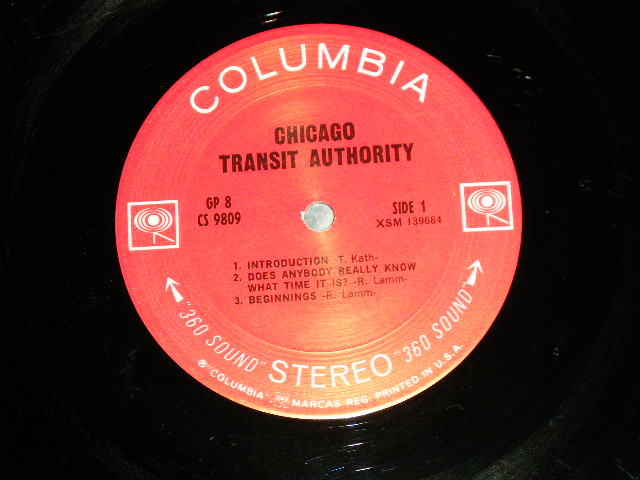 COLUMBIA
CHICAGO
TRANSIT AUTHORITY
GP 8
CS 9809
SIDE 1
XSM 139684
1. INTRODUCTION -T. Kath-
2. DOES ANYBODY REALLY KNOW
WHAT TIME IT IS? -R. Lamm-
3. BEGINNINGS -R. Lamm-
"360 SOUND" STEREO "360 SOUND"
℗ "COLUMBIA", MARCAS REG. PRINTED IN U.S.A.